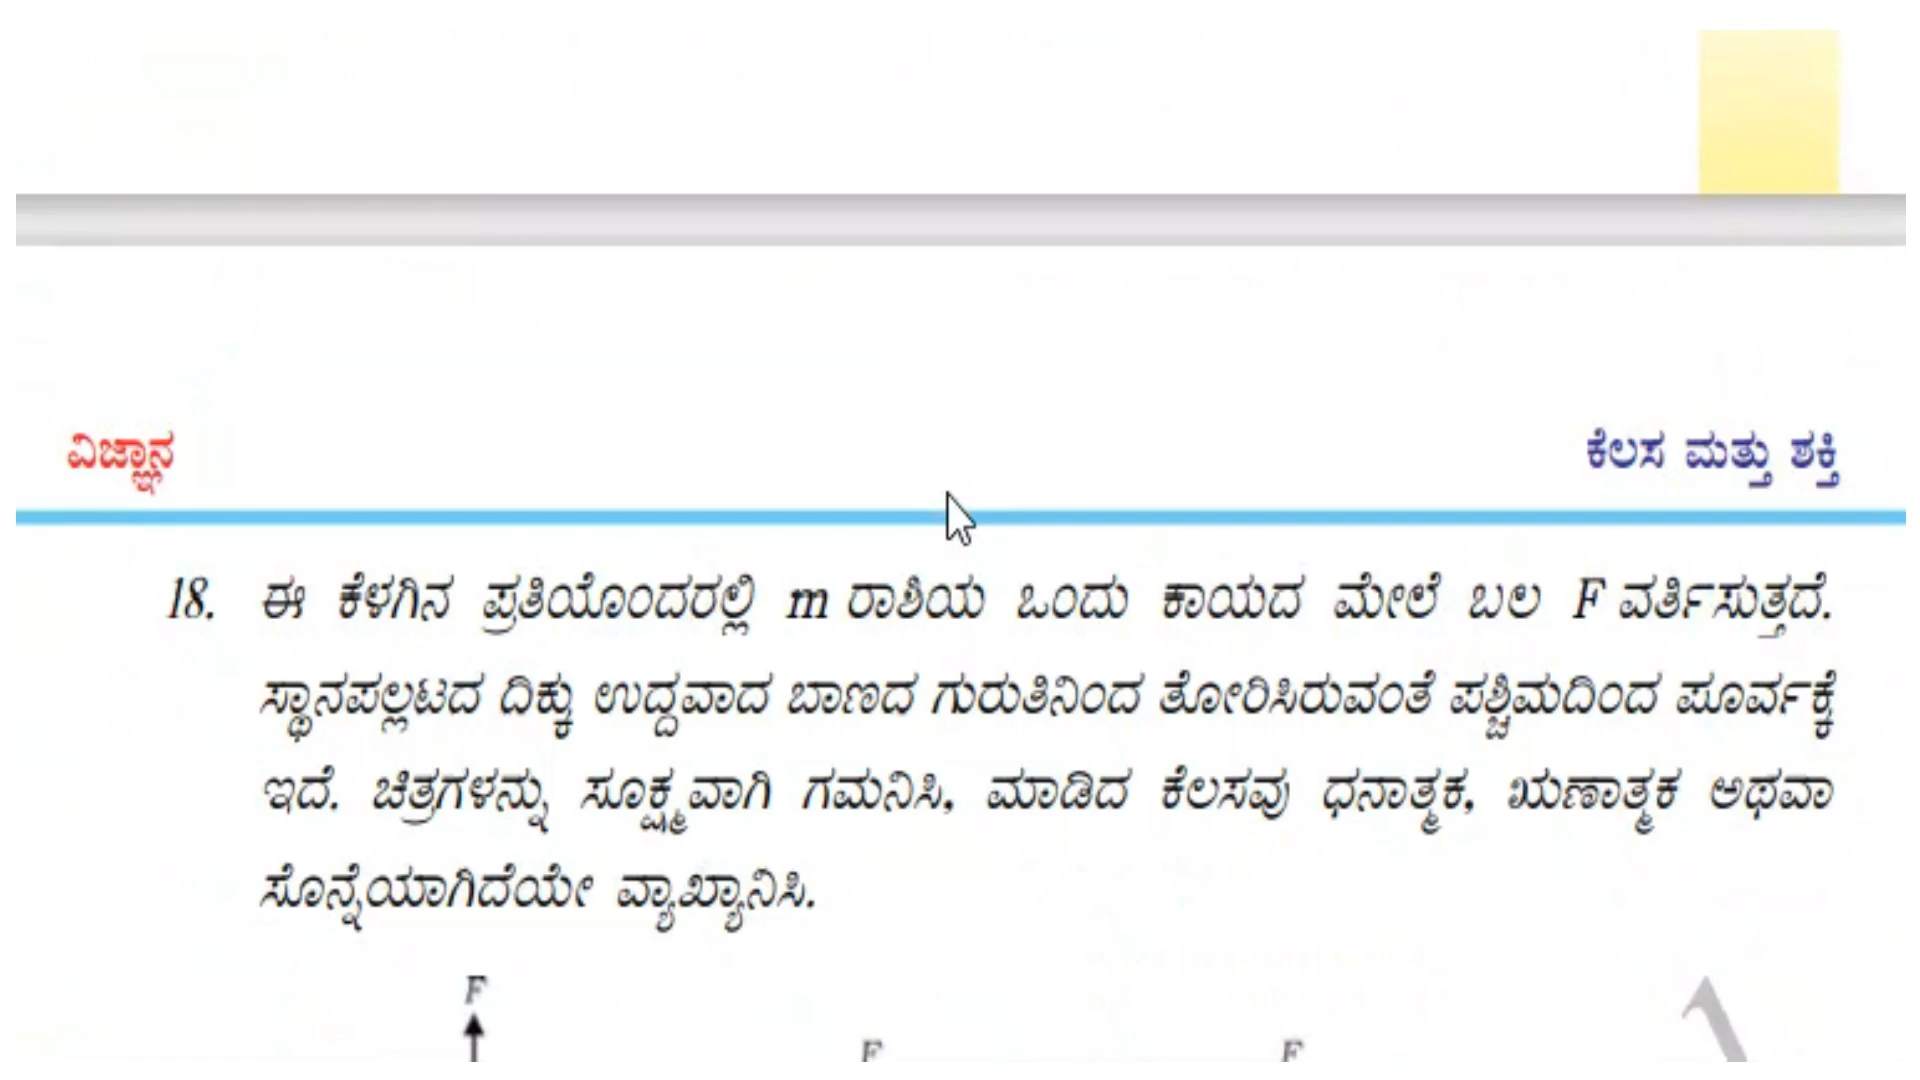 ವಿಜ್ಞಾನ
ಕೆಲಸ ಮತ್ತು ಶಕ್ತಿ
18. ಈ ಕೆಳಗಿನ ಪ್ರತಿಯೊಂದರಲ್ಲಿ m ರಾಶಿಯ ಒಂದು ಕಾಯದ ಮೇಲೆ ಬಲ F ವರ್ತಿಸುತ್ತದೆ.
ಸ್ಥಾನಪಲ್ಲಟದ ದಿಕ್ಕು ಉದ್ದವಾದ ಬಾಣದ ಗುರುತಿನಿಂದ ತೋರಿಸಿರುವಂತೆ ಪಶ್ಚಿಮದಿಂದ ಪೂರ್ವಕ್ಕೆ
ಇದೆ. ಚಿತ್ರಗಳನ್ನು ಸೂಕ್ಷ್ಮವಾಗಿ ಗಮನಿಸಿ, ಮಾಡಿದ ಕೆಲಸವು ಧನಾತ್ಮಕ, ಋಣಾತ್ಮಕ ಅಥವಾ
ಸೊನ್ನೆಯಾಗಿದೆಯೇ ವ್ಯಾಖ್ಯಾನಿಸಿ.
F
F F